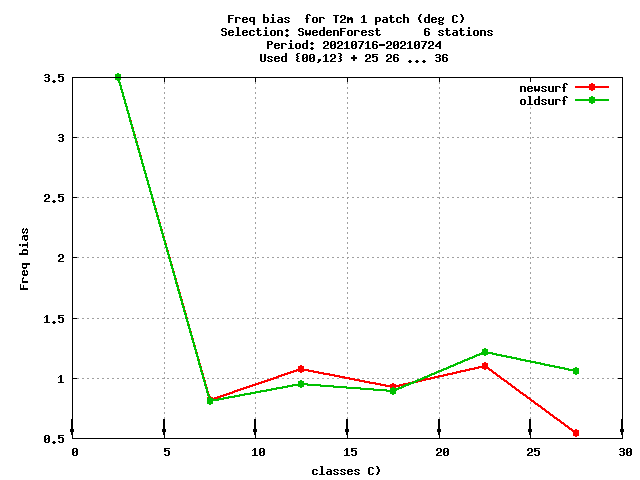 Freq bias  for T2m 1 patch (deg C)
Selection: SwedenForest      6 stations
Period: 20210716-20210724
Used {00,12} + 25 26 ... 36
newsurf
oldsurf
3.5
3
2.5
2
1.5
1
0.5
Freq bias
0 5 10 15 20 25 30
classes C)